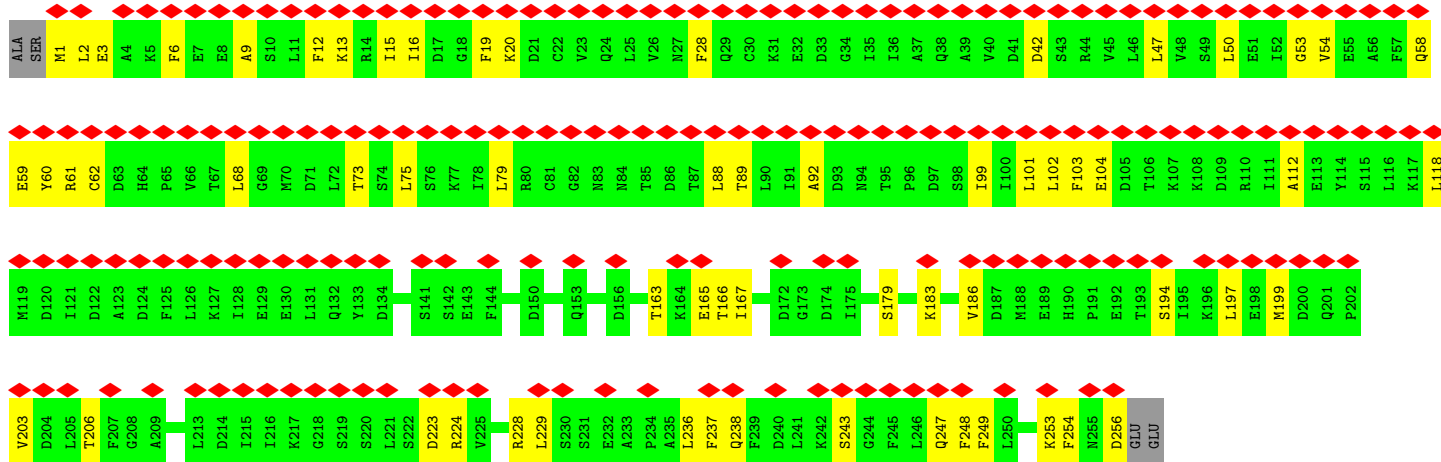 ALA SER M1 L2 E3 A4 K5 F6 E7 E8 A9 S10 L11 F12 K13 R14 I15 I16 D17 G18 F19 K20 D21 C22 V23 Q24 L25 V26 N27 F28 Q29 C30 K31 E32 D33 G34 I35 I36 A37 Q38 A39 V40 D41 D42 S43 R44 V45 L46 L47 V48 S49 L50 E51 I52 G53 V54 E55 A56 F57 Q58
E59 Y60 R61 C62 D63 H64 P65 V66 T67 L68 G69 M70 D71 L72 T73 S74 L75 S76 K77 I78 L79 R80 C81 G82 N83 N84 T85 D86 T87 L88 T89 L90 I91 A92 D93 N94 T95 P96 D97 S98 I99 I100 L101 L102 F103 E104 D105 T106 K107 K108 D109 R110 I111 A112 E113 Y114 S115 L116 K117 L118
M119 D120 I121 D122 A123 D124 F125 L126 K127 I128 E129 E130 L131 Q132 Y133 D134 S141 S142 E143 F144 D150 Q153 D156 T163 K164 E165 T166 I167 D172 G173 D174 I175 S179 K183 V186 D187 M188 E189 H190 P191 E192 T193 S194 I195 K196 L197 E198 M199 D200 Q201 P202
V203 D204 L205 T206 F207 G208 A209 L213 D214 I215 I216 K217 G218 S219 S220 L221 S222 D223 R224 V225 R228 L229 S230 S231 E232 A233 P234 A235 L236 F237 Q238 F239 D240 L241 K242 S243 G244 F245 L246 Q247 F248 F249 L250 K253 F254 N255 D256 GLU GLU